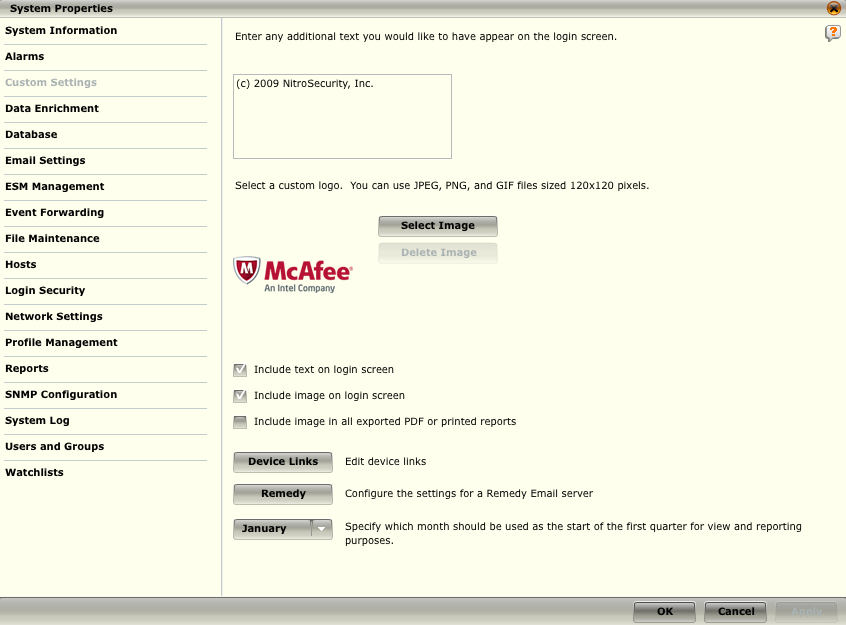 System Properties
System Information
Alarms
Custom Settings
Data Enrichment
Database
Email Settings
ESM Management
Event Forwarding
File Maintenance
Hosts
Login Security
Network Settings
Profile Management
Reports
SNMP Configuration
System Log
Users and Groups
Watchlists
?
Enter any additional text you would like to have appear on the login screen.
(c) 2009 NitroSecurity, Inc.
Select a custom logo.  You can use JPEG, PNG, and GIF files sized 120x120 pixels.
Select Image
Delete Image
McAfee®
An Intel Company
Include text on login screen
Include image on login screen
Include image in all exported PDF or printed reports
Device Links Edit device links
Remedy Configure the settings for a Remedy Email server
January Specify which month should be used as the start of the first quarter for view and reporting
purposes.
OK Cancel Apply